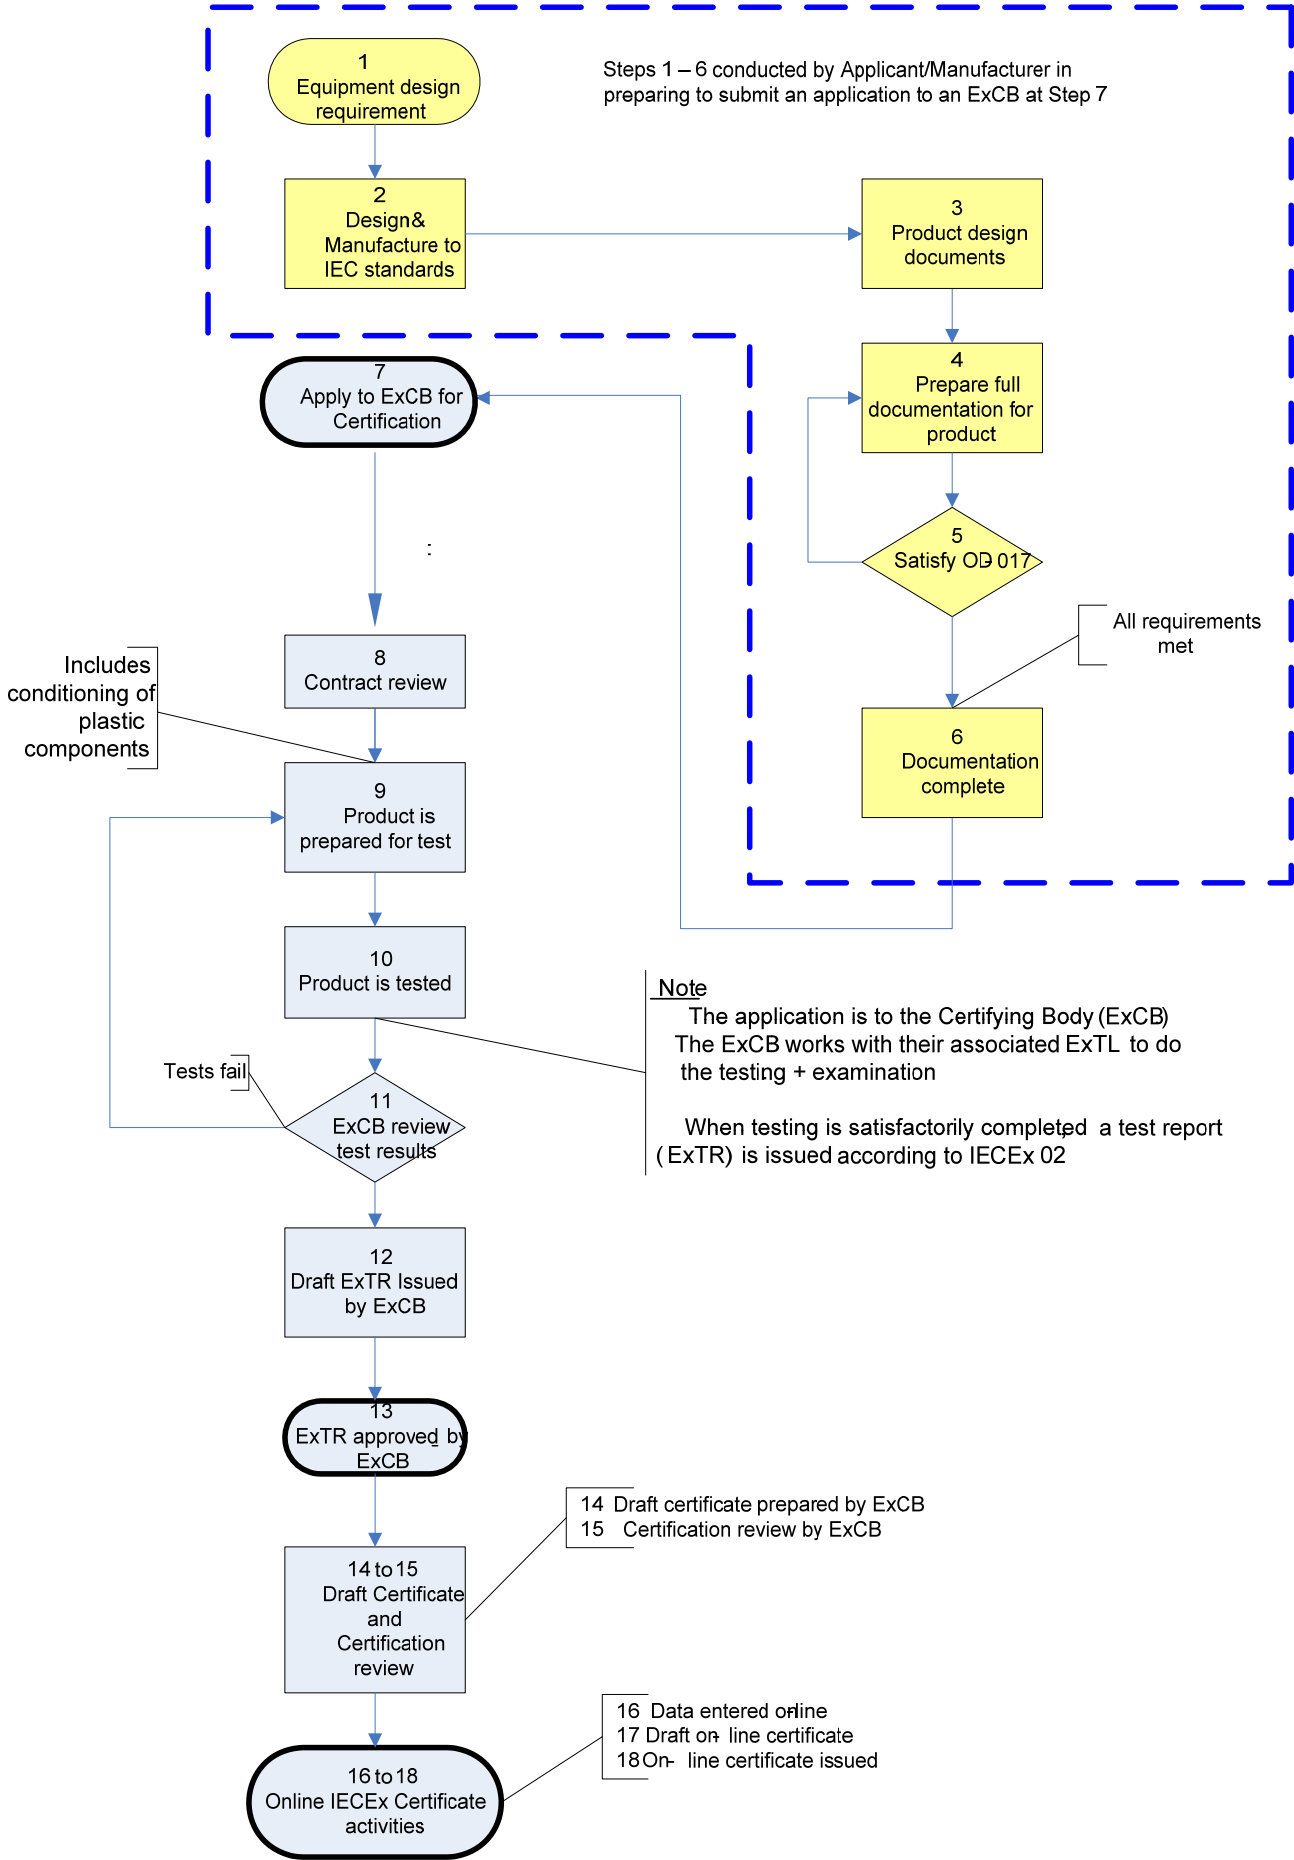 1
Equipment design
requirement
Steps 1 – 6 conducted by Applicant/Manufacturer in
preparing to submit an application to an ExCB at Step 7
2
Design&
Manufacture to
IEC standards
3
Product design
documents
4
Prepare full
documentation for
product
5
Satisfy OD-017
All requirements
met
6
Documentation
complete
7
Apply to ExCB for
Certification
:
8
Contract review
Includes
conditioning of
plastic
components
9
Product is
prepared for test
10
Product is tested
Note
The application is to the Certifying Body (ExCB)
The ExCB works with their associated ExTL to do
the testing + examination
When testing is satisfactorily completed, a test report
(ExTR) is issued according to IECEx 02
Tests fail
11
ExCB review
test results
12
Draft ExTR Issued
by ExCB
13
ExTR approved by
ExCB
14 Draft certificate prepared by ExCB
15 Certification review by ExCB
14 to 15
Draft Certificate
and
Certification
review
16 Data entered on-line
17 Draft on- line certificate
18 On- line certificate issued
16 to 18
Online IECEx Certificate
activities